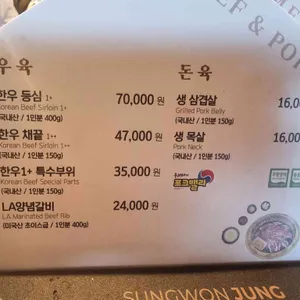 우 육
한우 등심 1+ 70,000 원
Korean Beef Sirloin 1+
(국내산 / 1인분 400g)
한우 채끝 1++ 47,000 원
Korean Beef Sirloin 1++
(국내산 / 1인분 150g)
한우1+ 특수부위 35,000 원
Korean Beef Special Parts
(국내산 / 1인분 150g)
LA양념갈비 24,000 원
LA Marinated Beef Rib
(미국산 초이스급 / 1인분 400g)
돈 육
생 삼겹살 16,00
Grilled Pork Belly
(국내산 / 1인분 150g)
생 목살 16,00
Pork Neck
(국내산 / 1인분 150g)
포크밸리
EF & PO
SUNGWON JUNG